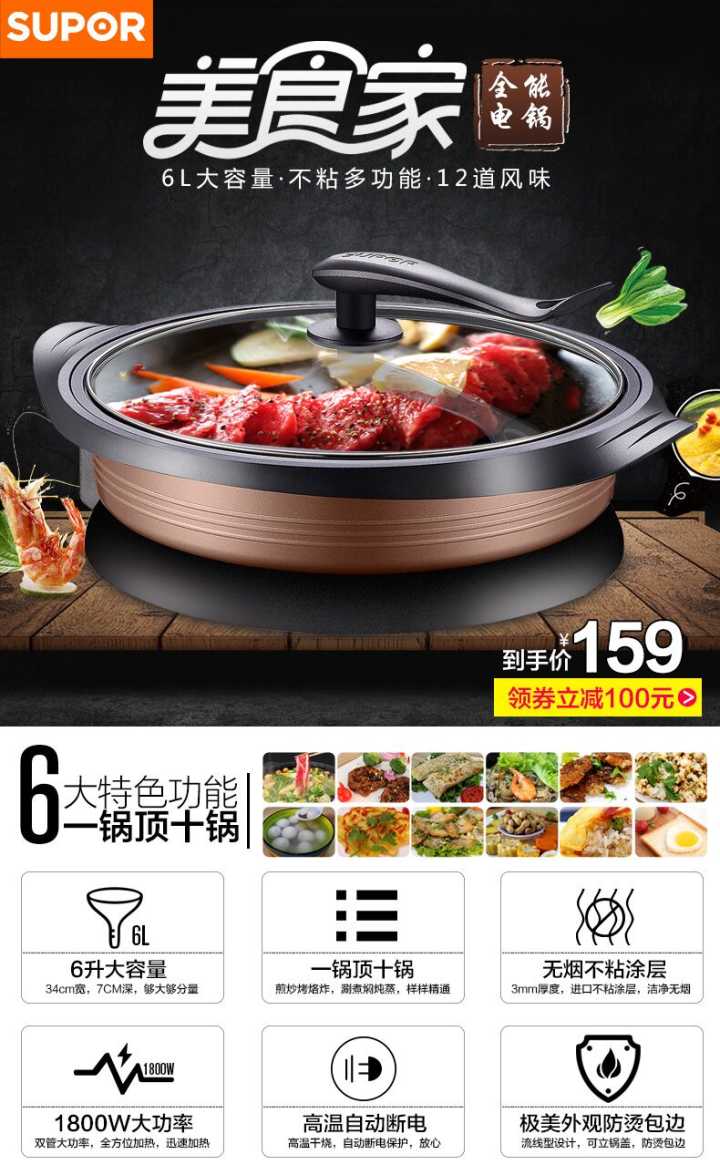 SUPOR
美食家
全能
电锅
6L大容量·不粘多功能·12道风味
SUPOR
到手价
¥159
领券立减100元
6大特色功能
一锅顶十锅
6L
6升大容量
34cm宽，7CM深，够大够分量
一锅顶十锅
煎炒烤烙炸，涮煮焖炖蒸，样样精通
无烟不粘涂层
3mm厚度，进口不粘涂层，洁净无烟
1800W
1800W大功率
双管大功率，全方位加热，迅速加热
高温自动断电
高温干烧，自动断电保护，放心
极美外观防烫包边
流线型设计，可立锅盖，防烫包边